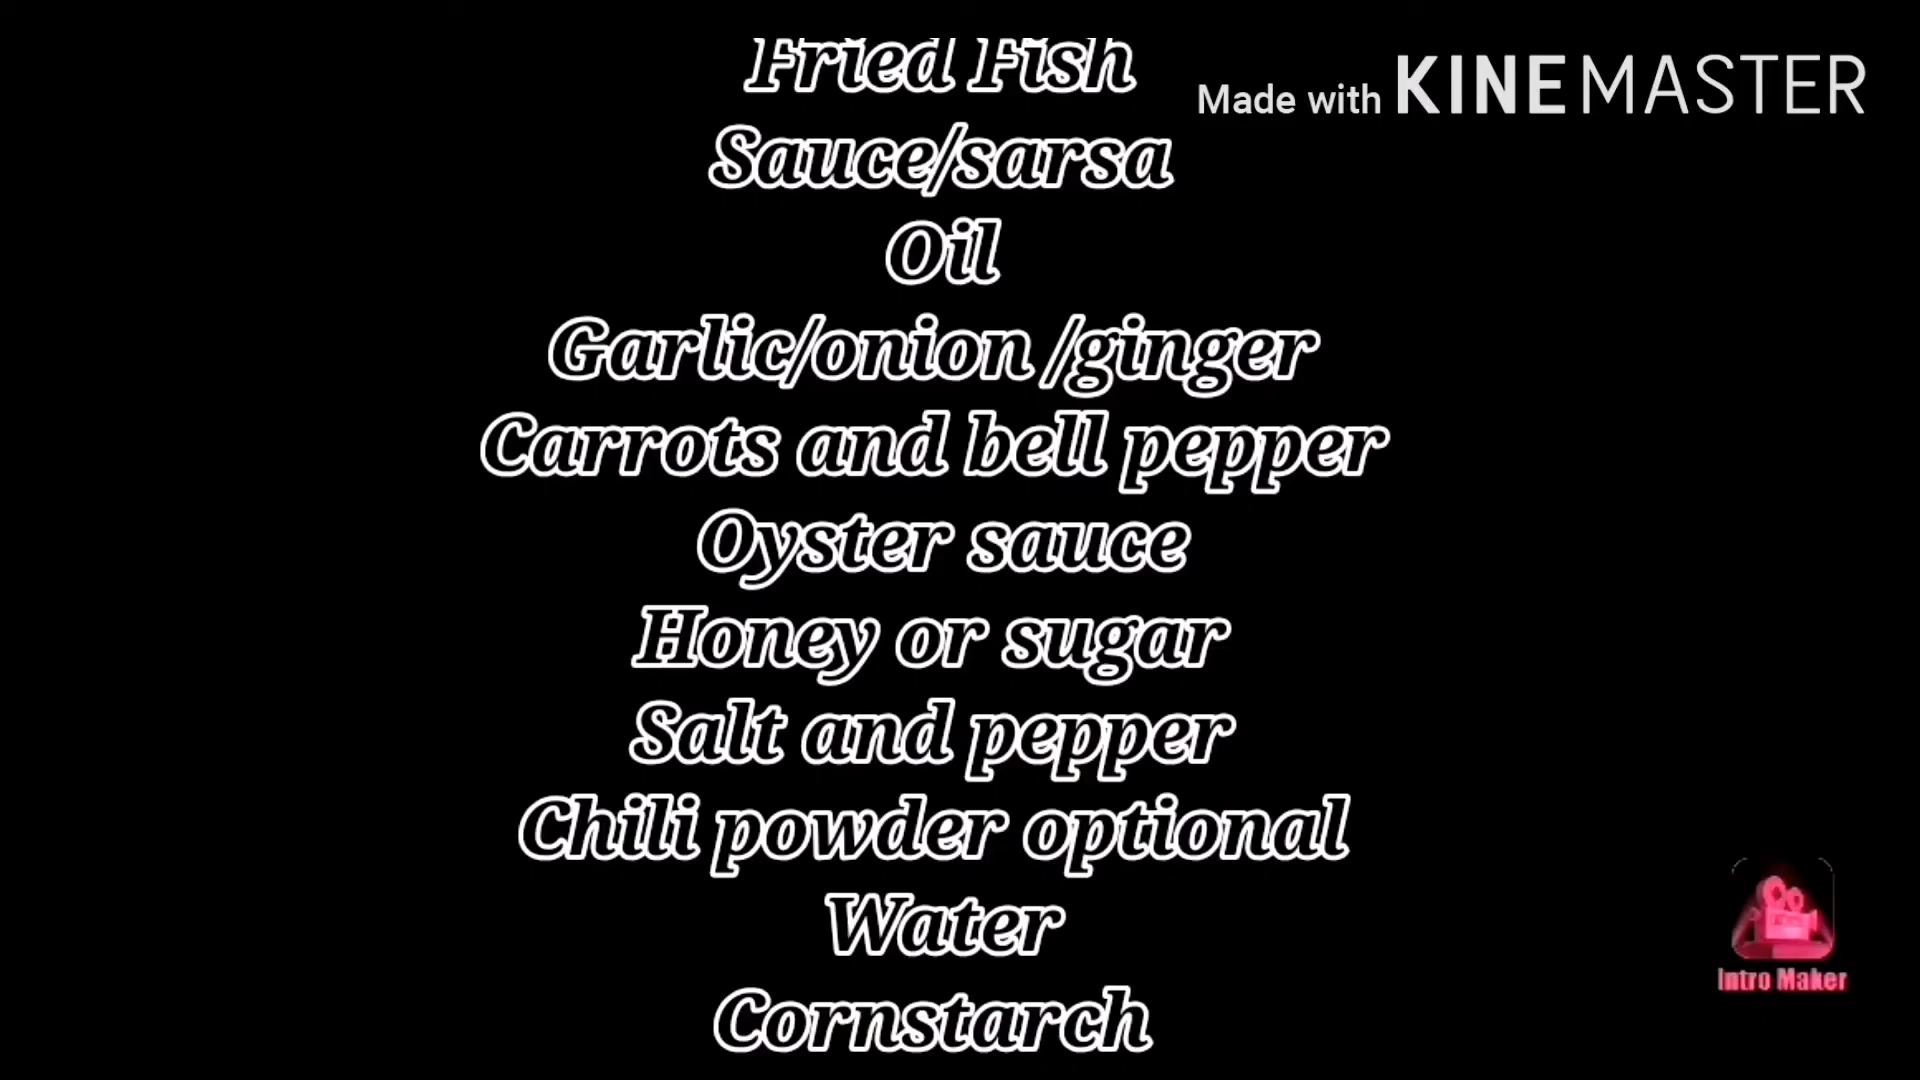 Fried Fish
Made with KINEMASTER
Sauce/sarsa
Oil
Garlic/onion /ginger
Carrots and bell pepper
Oyster sauce
Honey or sugar
Salt and pepper
Chili powder optional
Water
Intro Maker
Cornstarch